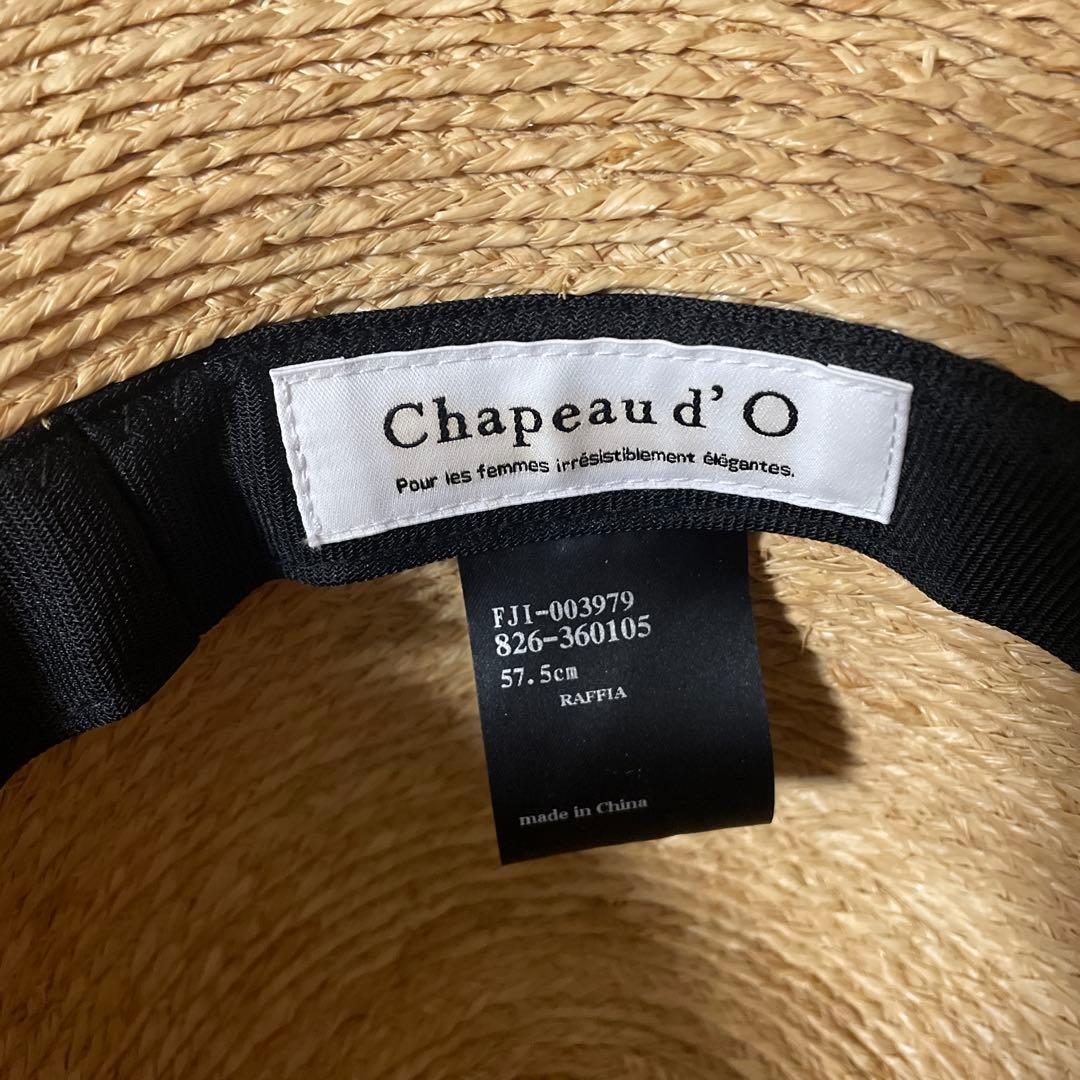 Chapeau d' O
Pour les femmes irrésistiblement élégantes.
FJI-003979
826-360105
57.5cm
RAFFIA
made in China